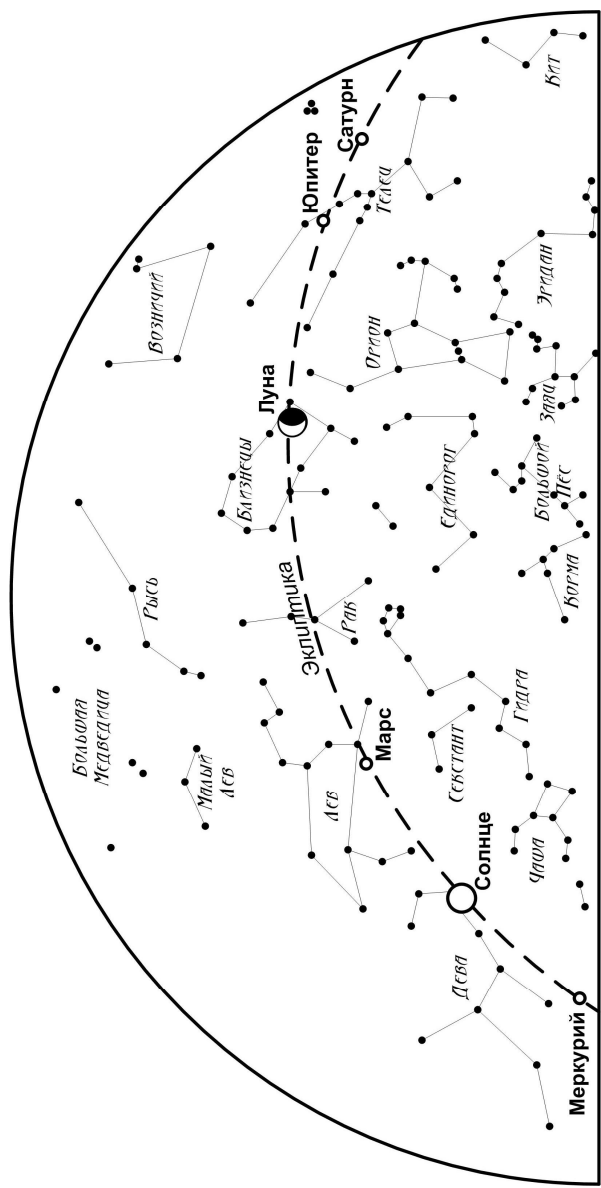 Кит
Сатурн
Юпитер
Телец
Возничий
Эридан
Орион
Заяц
Луна
Близнецы
Единорог
Большой
Пёс
Корма
Рысь
Эклиптика
Рак
Гидра
Секстант
Большая
Медведица
Малый
Лев
Марс
Лев
Чаша
Солнце
Дева
Меркурий